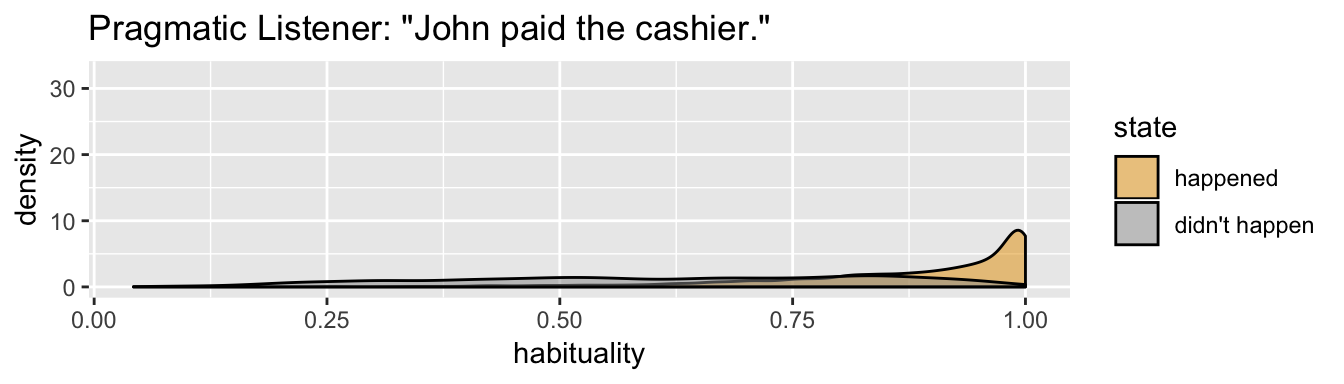 Pragmatic Listener: "John paid the cashier."
density
30
20
10
0
0.00 0.25 0.50 0.75 1.00
habituality
state
happened
didn't happen